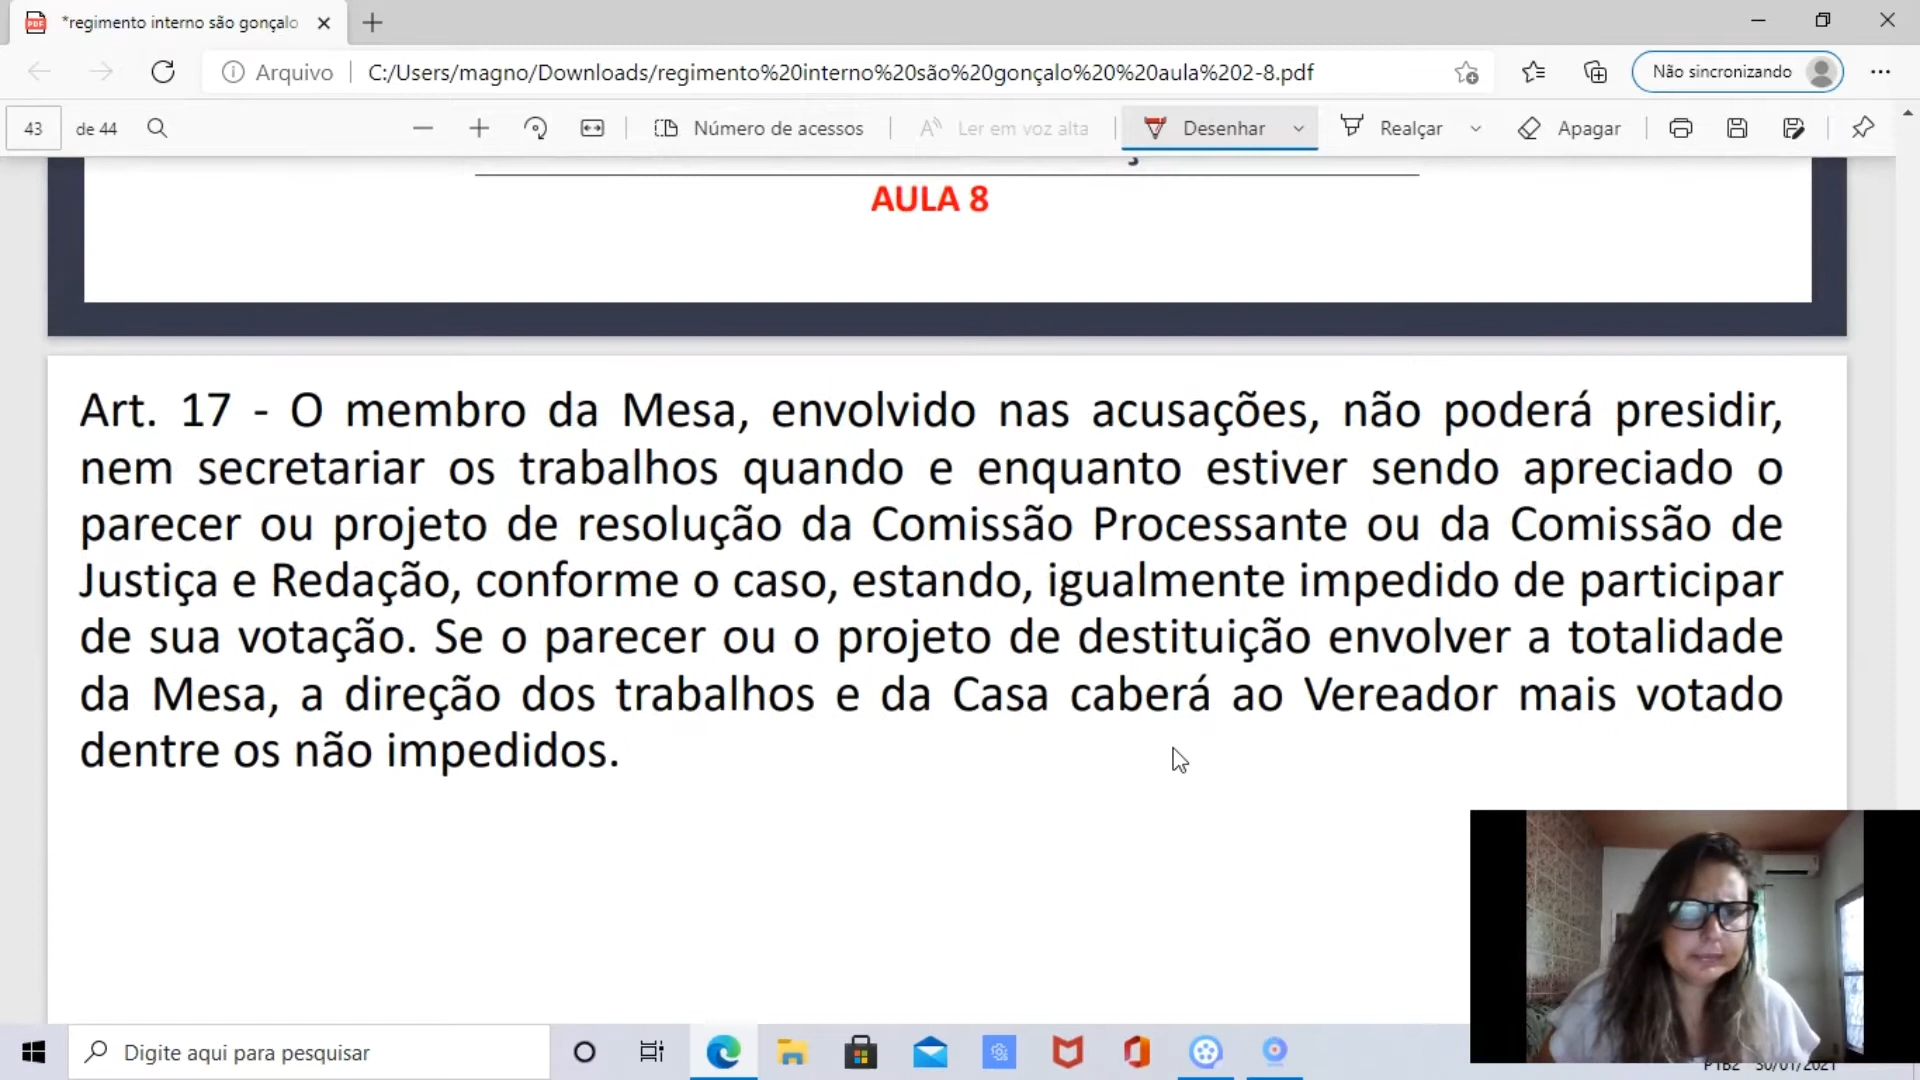 *regimento interno são gonçalo
Arquivo
C:/Users/magno/Downloads/regimento%20interno%20são%20gonçalo%20%20aula%202-8.pdf
Não sincronizando
43 de 44
Número de acessos
Ler em voz alta
Desenhar
Realçar
Apagar
AULA 8
Art. 17 - O membro da Mesa, envolvido nas acusações, não poderá presidir,
nem secretariar os trabalhos quando e enquanto estiver sendo apreciado o
parecer ou projeto de resolução da Comissão Processante ou da Comissão de
Justiça e Redação, conforme o caso, estando, igualmente impedido de participar
de sua votação. Se o parecer ou o projeto de destituição envolver a totalidade
da Mesa, a direção dos trabalhos e da Casa caberá ao Vereador mais votado
dentre os não impedidos.
Digite aqui para pesquisar
PTB2 30/01/2021